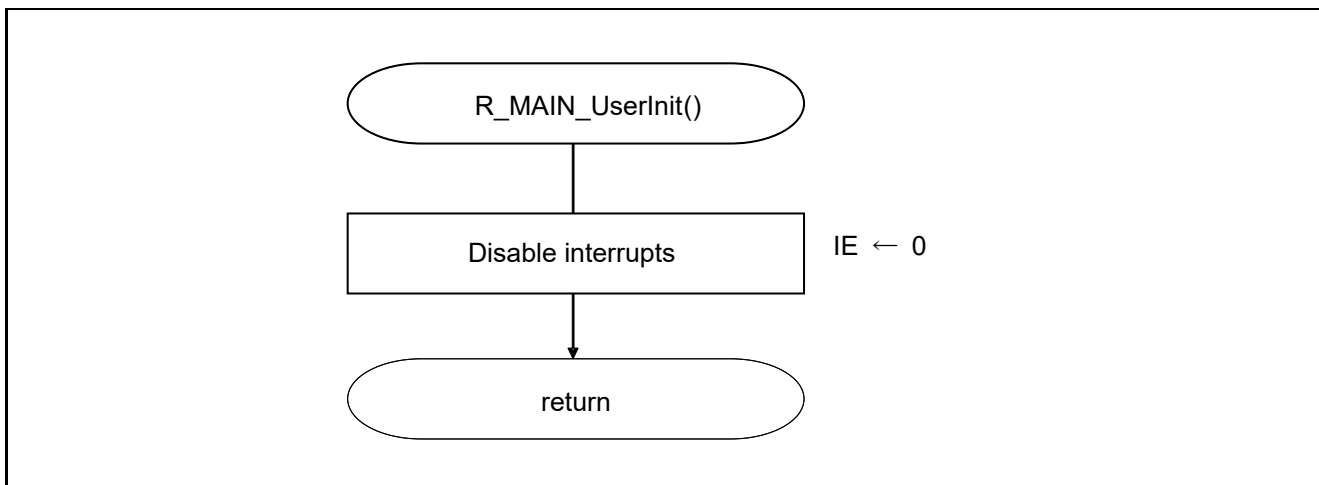 R_MAIN_UserInit()
Disable interrupts
IE ← 0
return